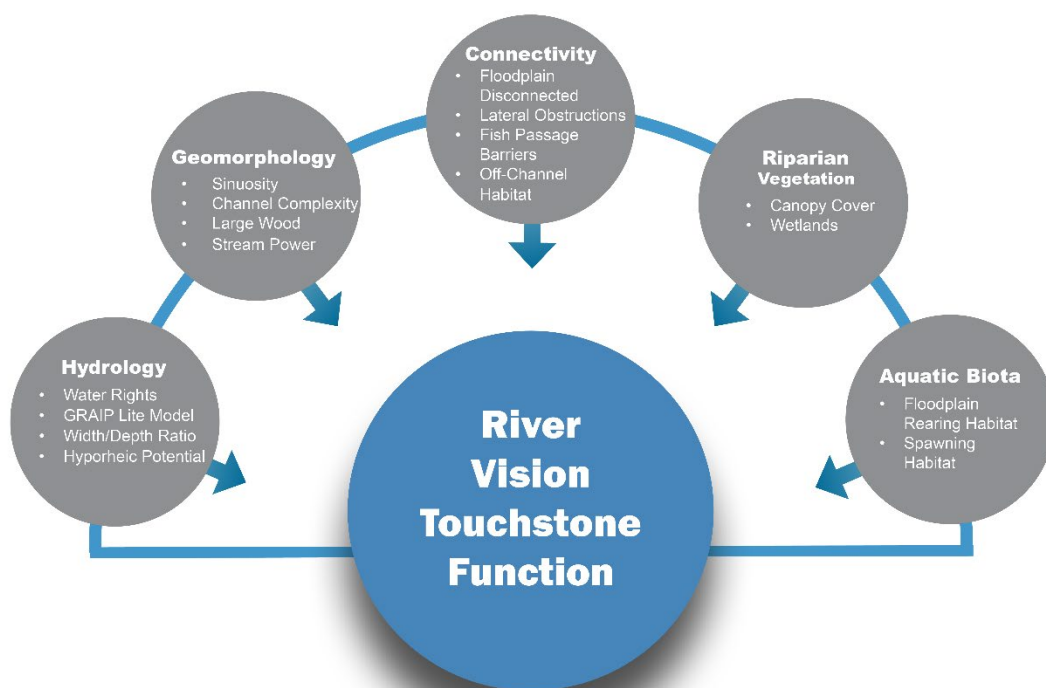 Connectivity
• Floodplain
Disconnected
• Lateral Obstructions
• Fish Passage
Barriers
• Off-Channel
Habitat
Geomorphology
• Sinuosity
• Channel Complexity
• Large Wood
• Stream Power
Riparian
Vegetation
• Canopy Cover
• Wetlands
Hydrology
• Water Rights
• GRAIP Lite Model
• Width/Depth Ratio
• Hyporheic Potential
Aquatic Biota
• Floodplain
Rearing Habitat
• Spawning
Habitat
River
Vision
Touchstone
Function